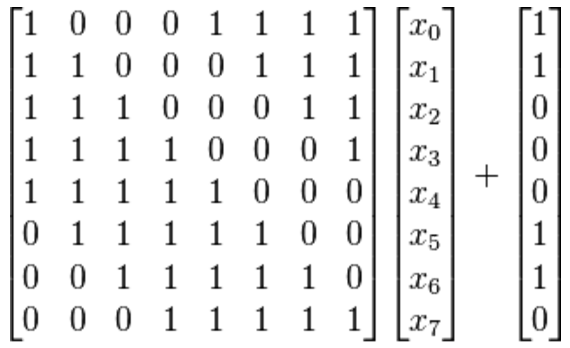 1 0 0 0 1 1 1 1 x₀ 1
1 1 0 0 0 1 1 1 x₁ 1
1 1 1 0 0 0 1 1 x₂ 0
1 1 1 1 0 0 0 1 x₃ 0
1 1 1 1 1 0 0 0 x₄ + 0
0 1 1 1 1 1 0 0 x₅ 1
0 0 1 1 1 1 1 0 x₆ 1
0 0 0 1 1 1 1 1 x₇ 0